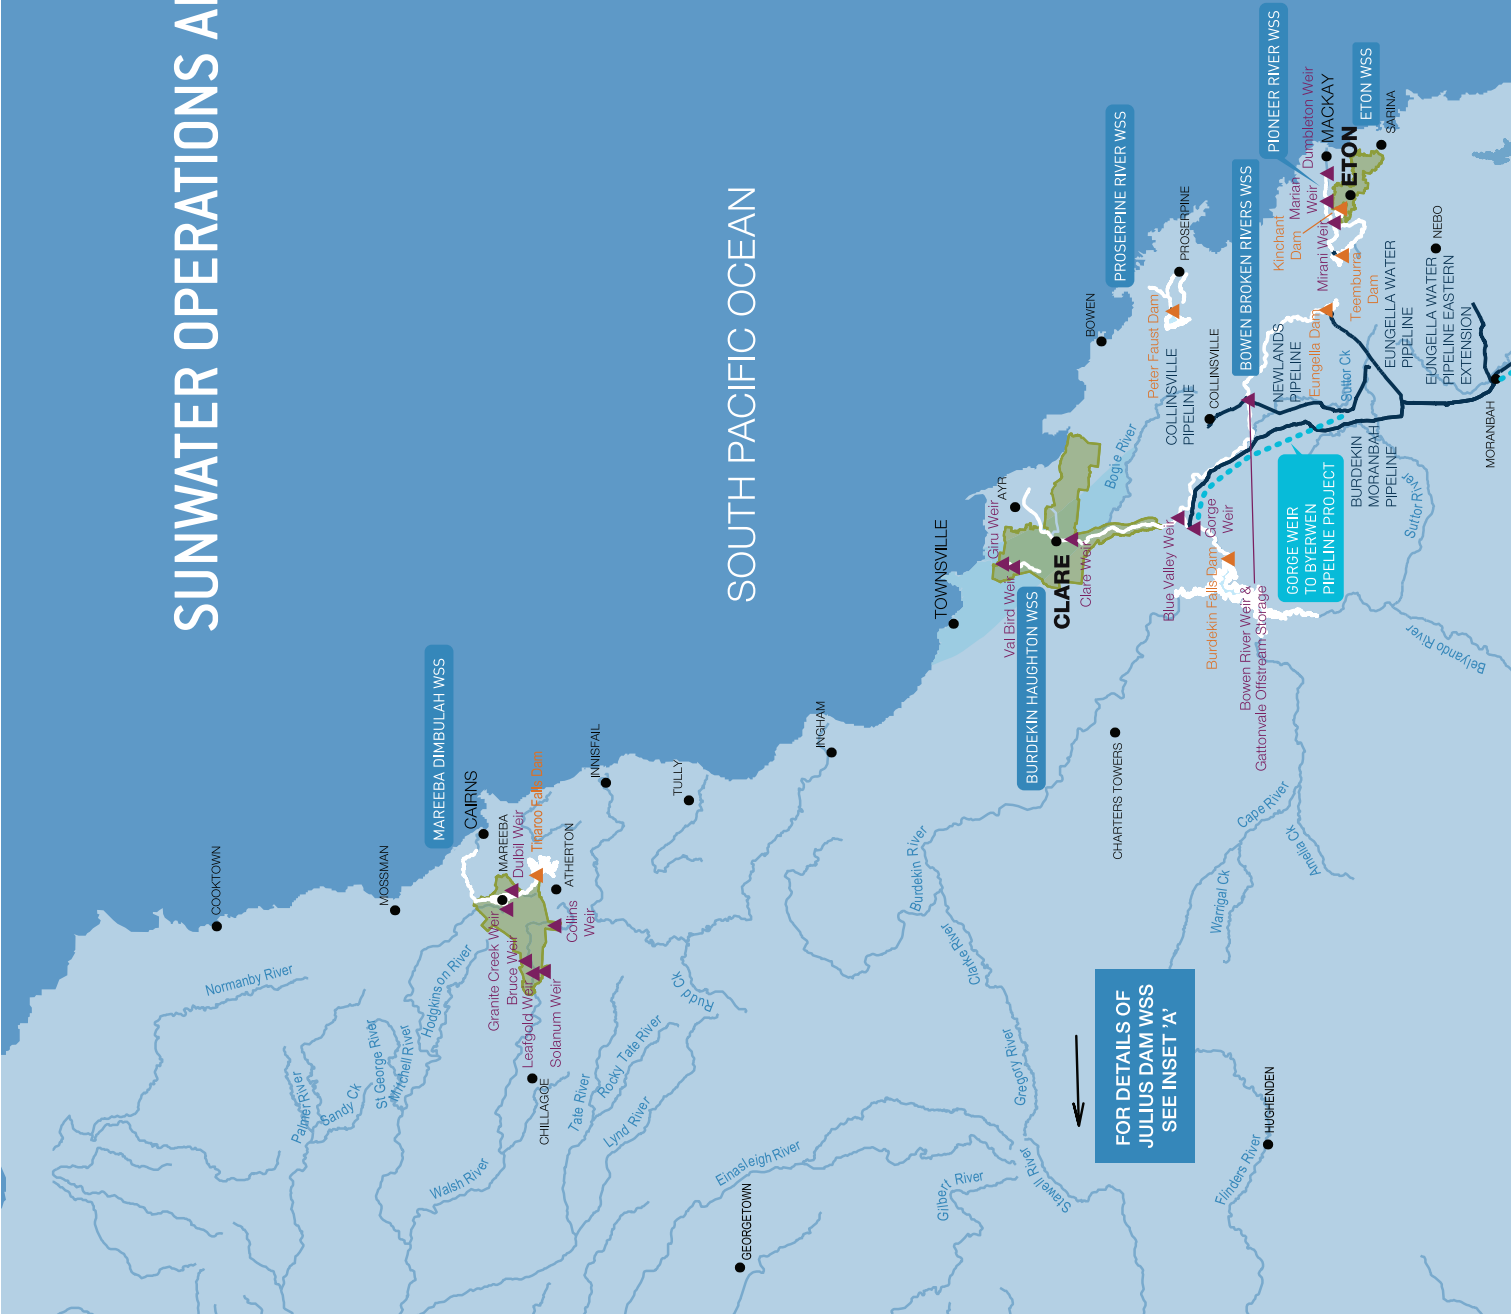 SUNWATER OPERATIONS
SOUTH PACIFIC OCEAN
COOKTOWN
MOSSMAN
MAREEBA DIMBULAH WSS
CAIRNS
MAREEBA
Dulbil Weir
Tinaroo Falls Dam
ATHERTON
Granite Creek Weir
Bruce Weir
Leafgold Weir
Solanum Weir
Collins
Weir
CHILLAGOE
INNISFAIL
TULLY
INGHAM
Normanby River
Hodgkinson River
St George River
Mitchell River
Palmer River
Sandy Ck
Walsh River
Tate River
Rocky Tate River
Lynd River
Rudd Ck
Einasleigh River
GEORGETOWN
Gilbert River
Stawell River
Gregory River
Clarke River
Burdekin River
Flinders River
HUGHENDEN
FOR DETAILS OF
JULIUS DAM WSS
SEE INSET 'A'
TOWNSVILLE
Giru Weir
AYR
Val Bird Weir
BURDEKIN HAUGHTON WSS
CLARE
Clare Weir
CHARTERS TOWERS
Bogie River
BOWEN
PROSERPINE RIVER WSS
Peter Faust Dam
PROSERPINE
COLLINSVILLE
PIPELINE
COLLINSVILLE
Blue Valley Weir
Gorge
Weir
Burdekin Falls Dam
Bowen River Weir &
Gattonvale Offstream Storage
BOWEN BROKEN RIVERS WSS
NEWLANDS
PIPELINE
Eungella Dam
Suttor Ck
GORGE WEIR
TO BYERWEN
PIPELINE PROJECT
BURDEKIN
MORANBAH
PIPELINE
Suttor River
Belyando River
Cape River
Amelia Ck
Warrigal Ck
PIONEER RIVER WSS
Dumbleton Weir
MACKAY
Marian
Weir
Kinchant
Dam
Mirani Weir
Teemburra
Dam
ETON
ETON WSS
SARINA
EUNGELLA WATER
PIPELINE
EUNGELLA WATER
PIPELINE EASTERN
EXTENSION
NEBO
MORANBAH